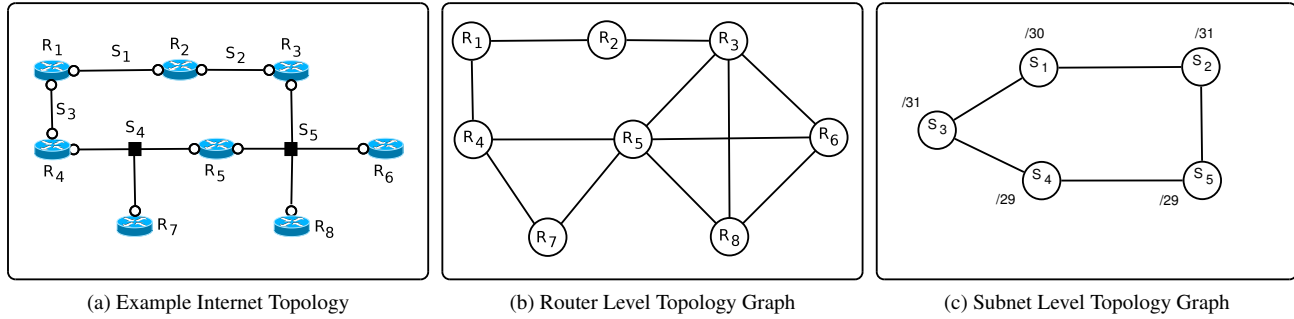 R1 S1 R2 S2 R3
S3
S4 S5
R4 R5 R6
R7 R8
(a) Example Internet Topology
R1 R2 R3
R4 R5 R6
R7 R8
(b) Router Level Topology Graph
/30 /31
S1 S2
/31
S3
S4 S5
/29 /29
(c) Subnet Level Topology Graph